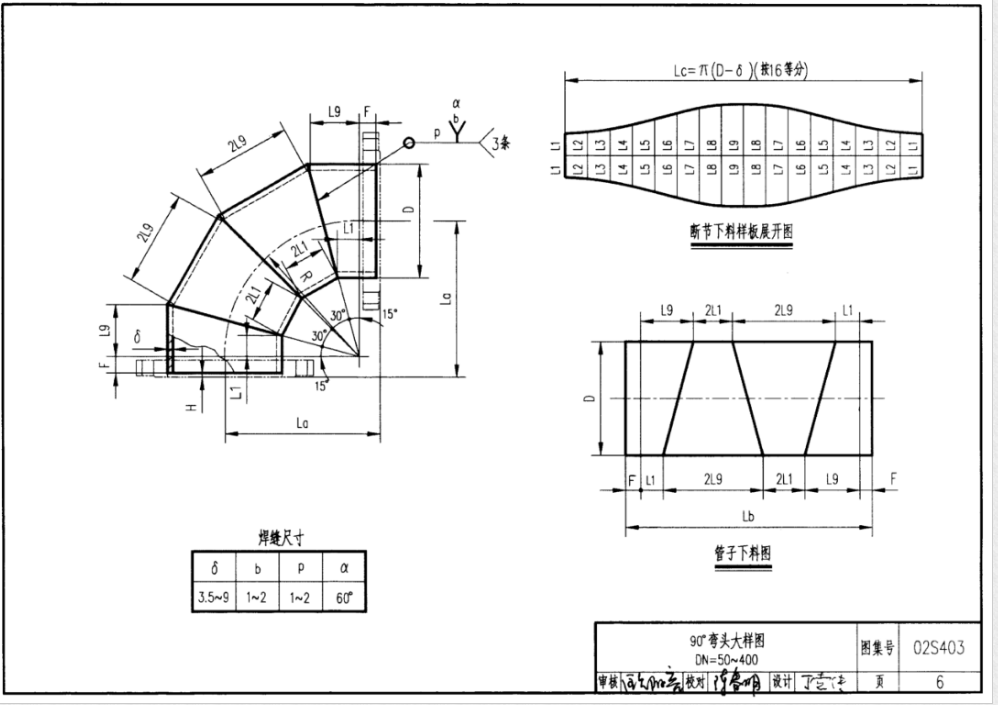 Lc=π(D-δ)(按16等分)
L1 L2 L3 L4 L5 L6 L7 L8 L9 L8 L7 L6 L5 L4 L3 L2 L1
L1 L2 L3 L4 L5 L6 L7 L8 L9 L8 L7 L6 L5 L4 L3 L2 L1
断节下料样板展开图
L9 F
α
b
p
3条
2L9
2L9
D
L1
2L1
R
2L1
La
L9
δ
30°
30°
15°
15°
F
H
L1
La
L9 2L1 2L9 L1
D
F L1 2L9 2L1 L9 F
Lb
管子下料图
焊缝尺寸
δ b p α
3.5~9 1~2 1~2 60°
90°弯头大样图
DN=50~400
图集号 02S403
审核 校对 设计 页 6